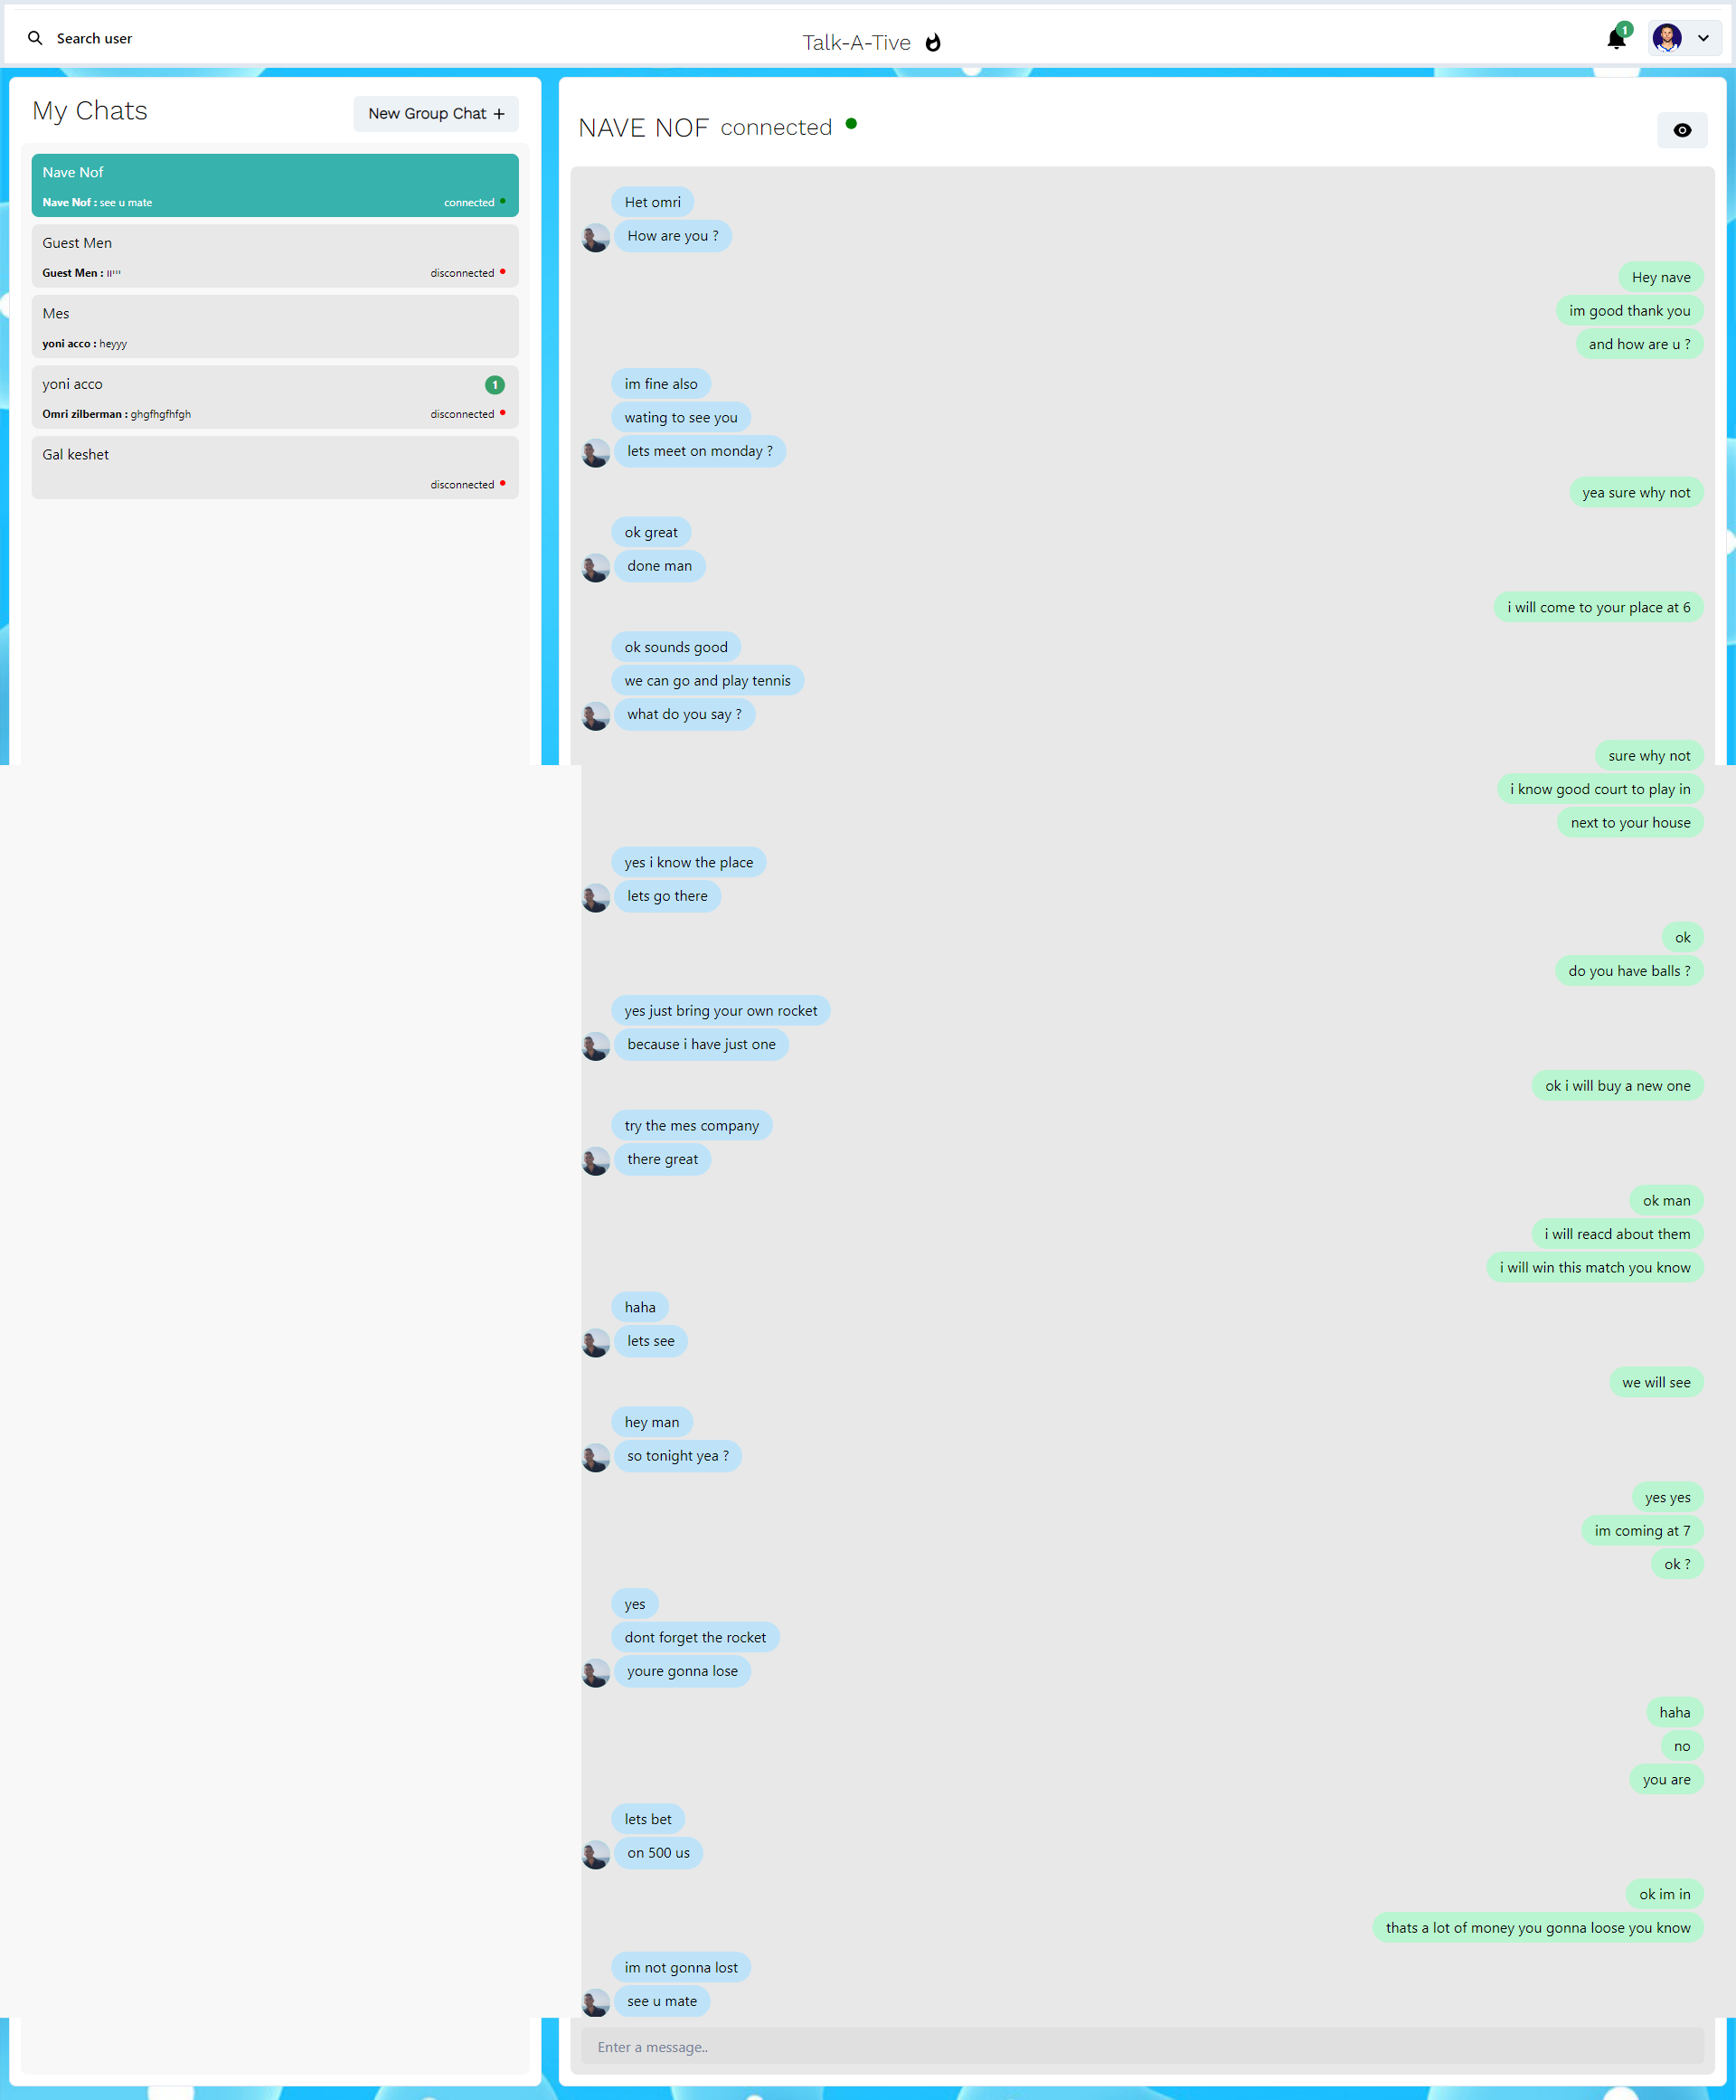 Search user
Talk-A-Tive
1
My Chats
New Group Chat +
Nave Nof
Nave Nof : see u mate
connected
Guest Men
Guest Men :
disconnected
Mes
yoni acco : heyyy
yoni acco
1
Omri zilberman : ghgfhgfhfgh
disconnected
Gal keshet
disconnected
NAVE NOF connected
Het omri
How are you ?
Hey nave
im good thank you
and how are u ?
im fine also
wating to see you
lets meet on monday ?
yea sure why not
ok great
done man
i will come to your place at 6
ok sounds good
we can go and play tennis
what do you say ?
sure why not
i know good court to play in
next to your house
yes i know the place
lets go there
ok
do you have balls ?
yes just bring your own rocket
because i have just one
ok i will buy a new one
try the mes company
there great
ok man
i will reacd about them
i will win this match you know
haha
lets see
we will see
hey man
so tonight yea ?
yes yes
im coming at 7
ok ?
yes
dont forget the rocket
youre gonna lose
haha
no
you are
lets bet
on 500 us
ok im in
thats a lot of money you gonna loose you know
im not gonna lost
see u mate
Enter a message..